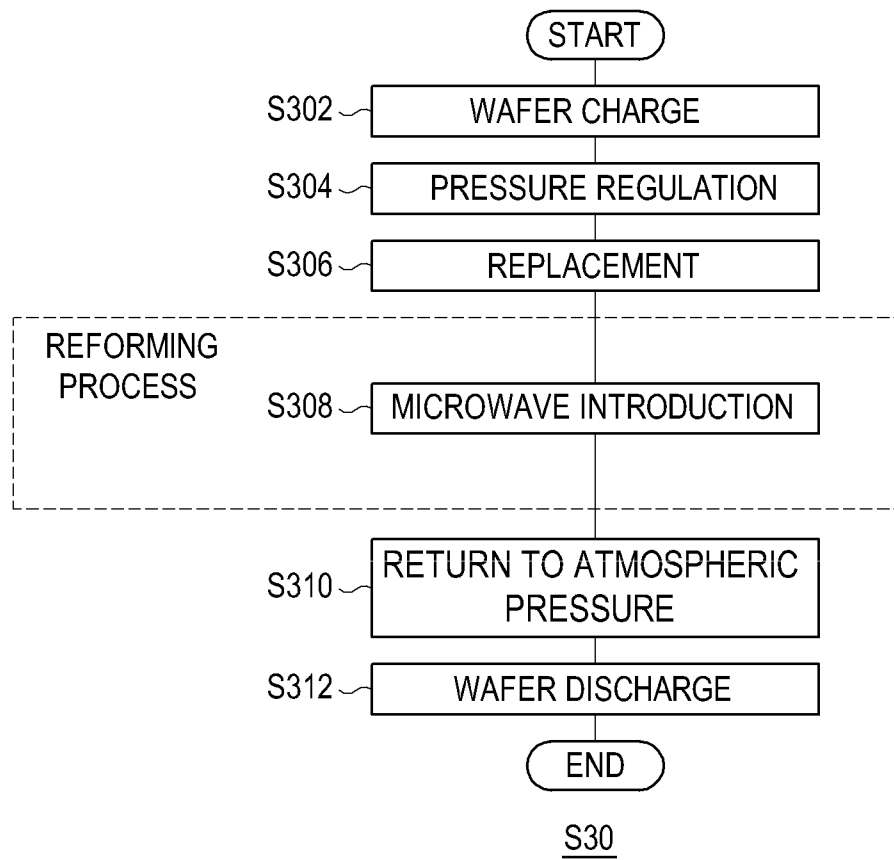 START
S302 WAFER CHARGE
S304 PRESSURE REGULATION
S306 REPLACEMENT
REFORMING
PROCESS
S308 MICROWAVE INTRODUCTION
RETURN TO ATMOSPHERIC
S310
PRESSURE
S312 WAFER DISCHARGE
END
S30